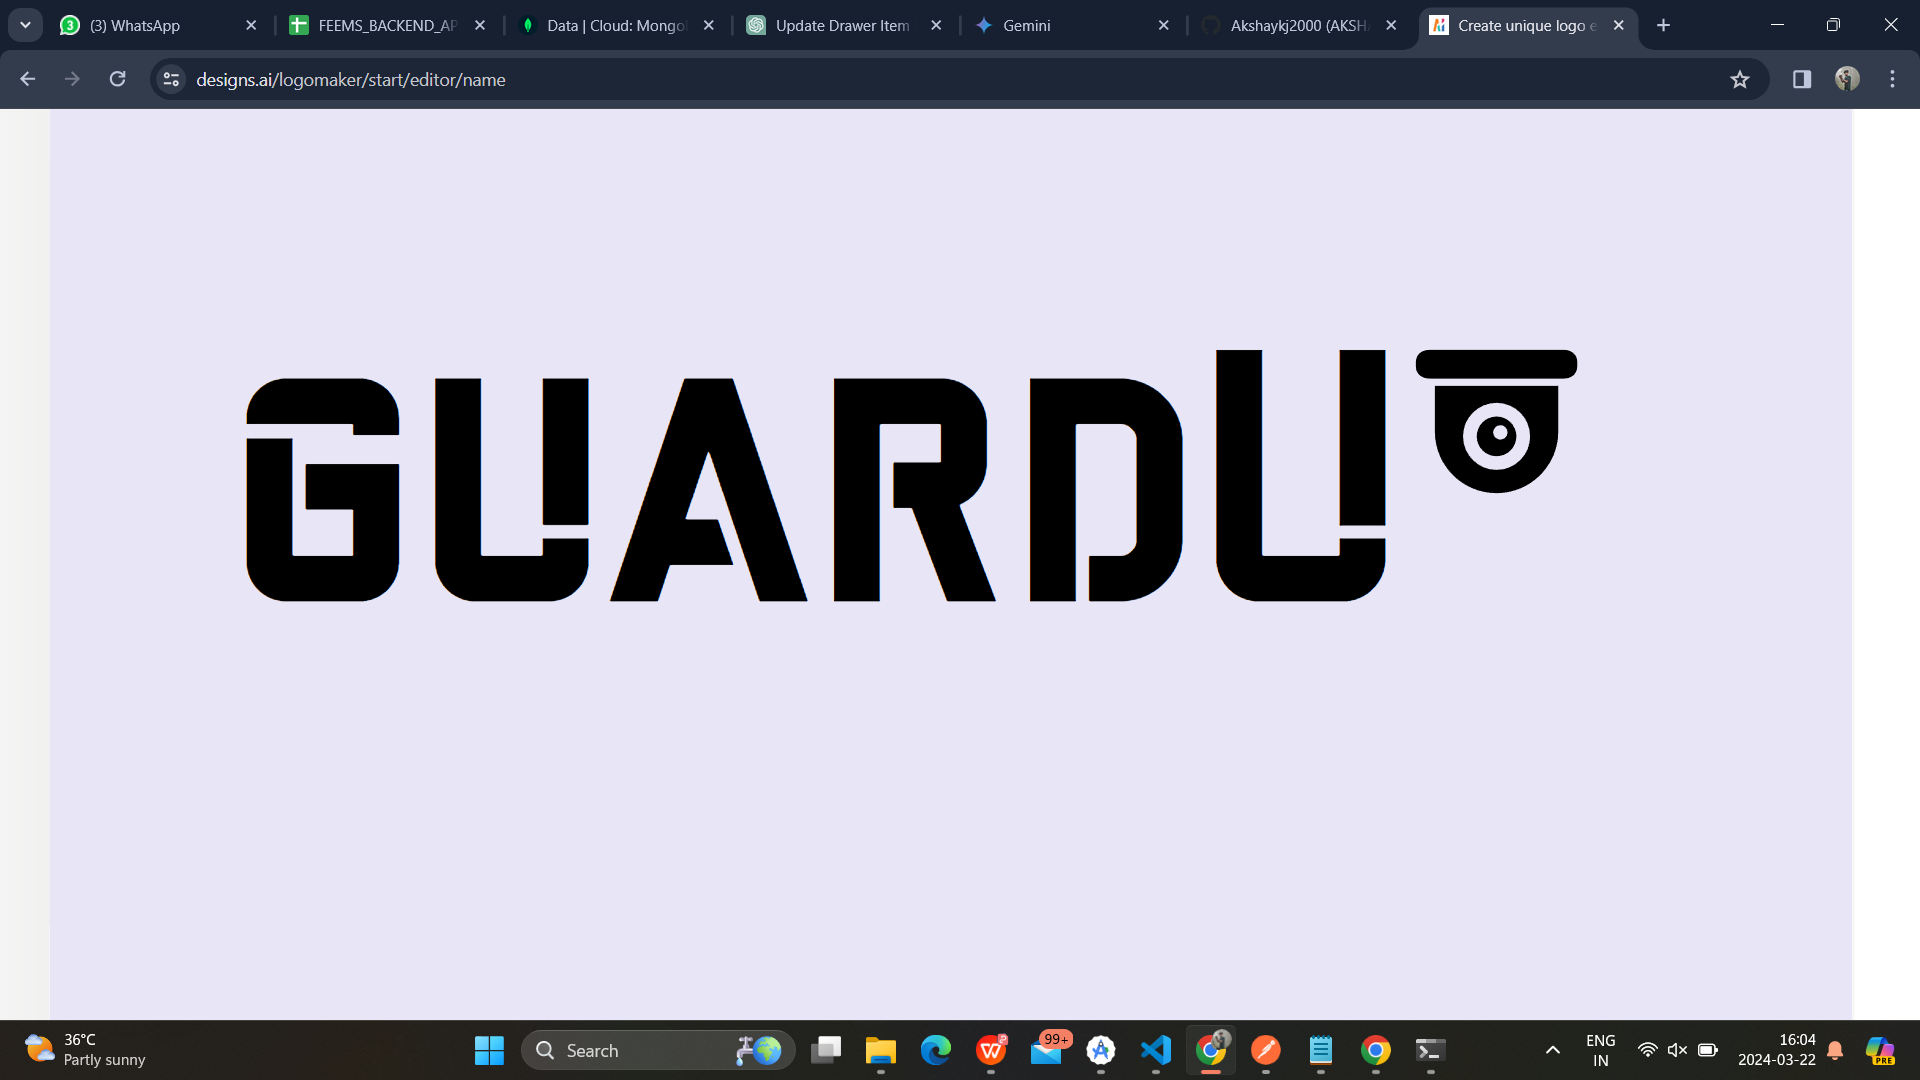 (3) WhatsApp
FEEMS_BACKEND_AP
Data | Cloud: Mongo
Update Drawer Item
Gemini
Akshaykj2000 (AKSH
Create unique logo e
designs.ai/logomaker/start/editor/name
GUARDU
36°C
Partly sunny
Search
99+
ENG
IN
16:04
2024-03-22
PRE